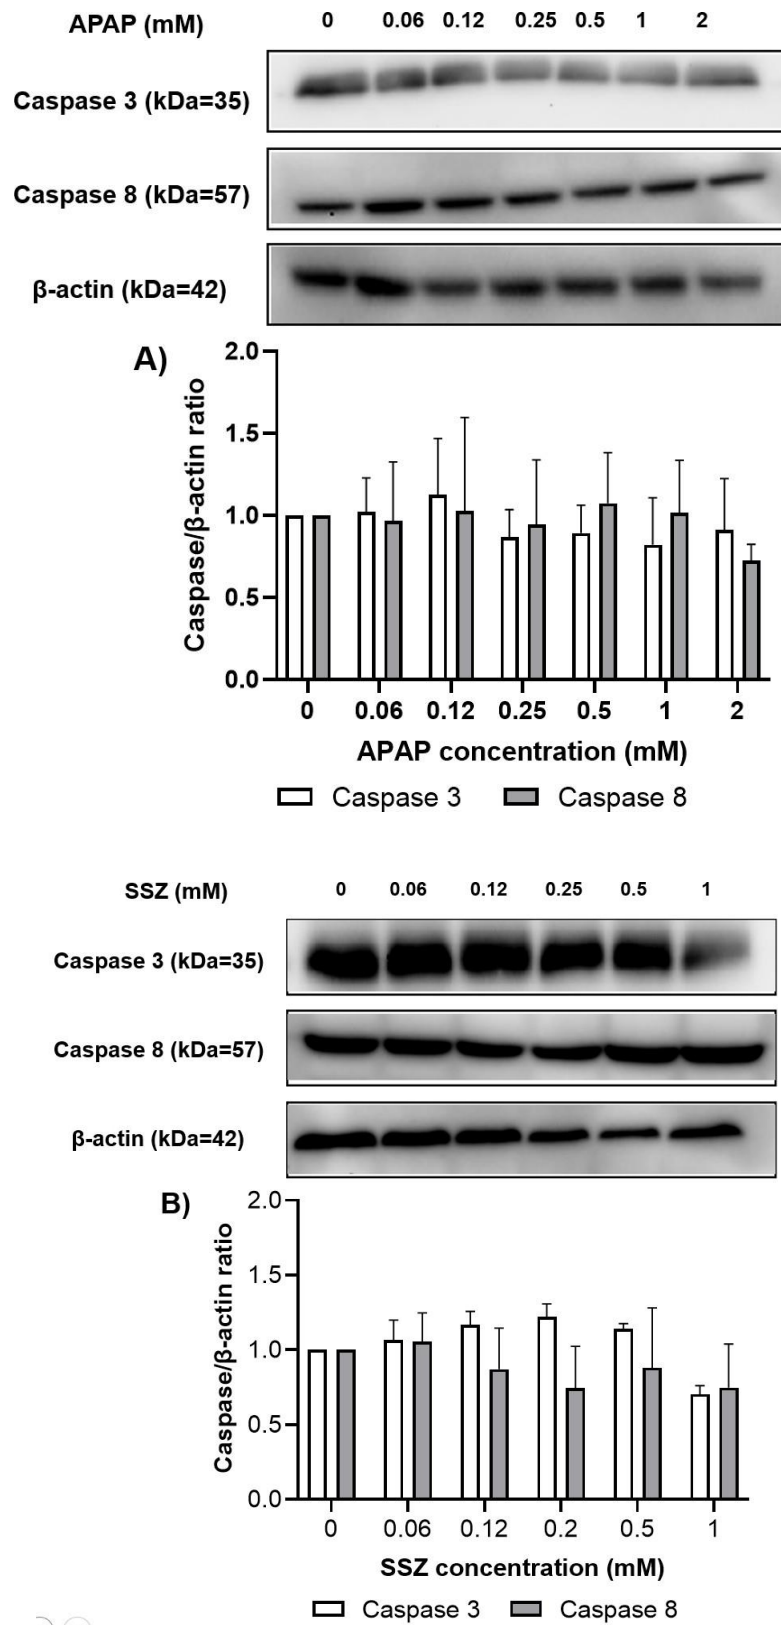 APAP (mM) 0 0.06 0.12 0.25 0.5 1 2
Caspase 3 (kDa=35)
Caspase 8 (kDa=57)
β-actin (kDa=42)
A)
Caspase/β-actin ratio
2.0
1.5
1.0
0.5
0.0
0 0.06 0.12 0.25 0.5 1 2
APAP concentration (mM)
Caspase 3 Caspase 8
SSZ (mM) 0 0.06 0.12 0.25 0.5 1
Caspase 3 (kDa=35)
Caspase 8 (kDa=57)
β-actin (kDa=42)
B)
Caspase/β-actin ratio
2.0
1.5
1.0
0.5
0.0
0 0.06 0.12 0.2 0.5 1
SSZ concentration (mM)
Caspase 3 Caspase 8